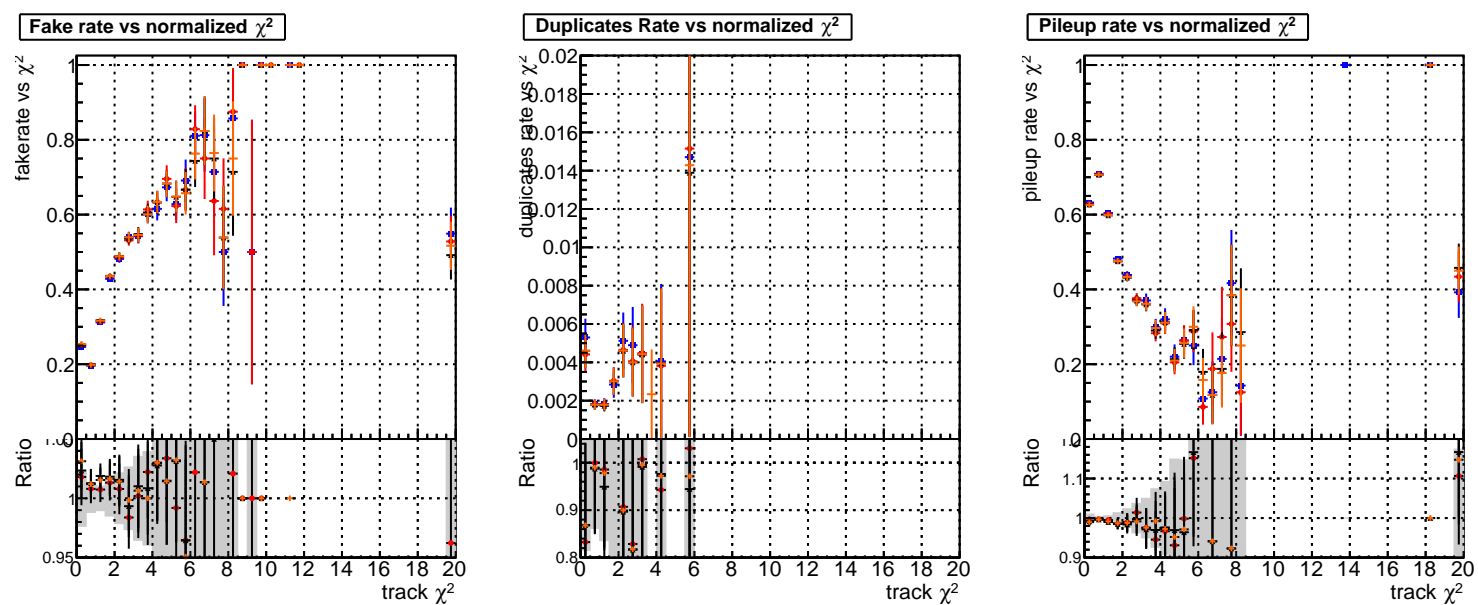 Fake rate vs normalized χ²
fakerate vs χ²
1
0.8
0.6
0.4
0.2
0
Ratio
1
0.95
0 2 4 6 8 10 12 14 16 18 20
track χ²
Duplicates Rate vs normalized χ²
duplicates rate vs χ²
0.02
0.018
0.016
0.014
0.012
0.01
0.008
0.006
0.004
0.002
0
Ratio
1
0.9
0.8
0 2 4 6 8 10 12 14 16 18 20
track χ²
Pileup rate vs normalized χ²
pileup rate vs χ²
1
0.8
0.6
0.4
0.2
0
Ratio
1.1
1
0.9
0 2 4 6 8 10 12 14 16 18 20
track χ²